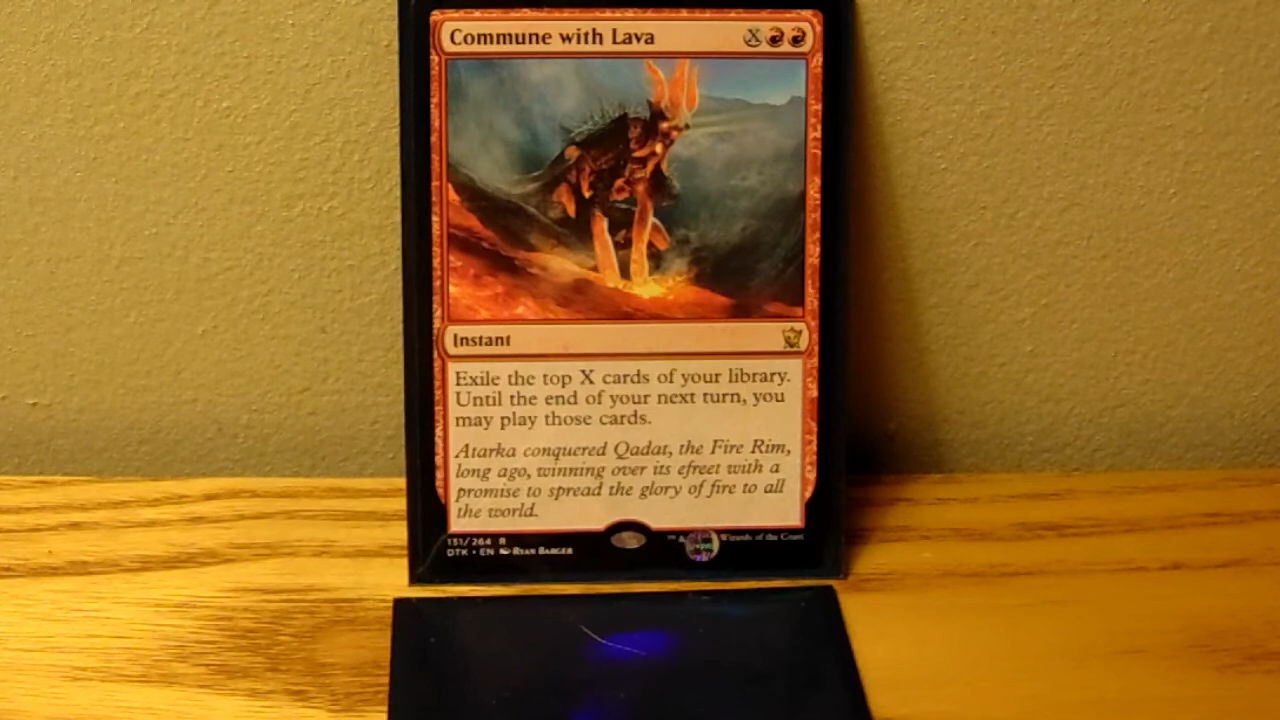 Commune with Lava X
Instant
Exile the top X cards of your library.
Until the end of your next turn, you
may play those cards.
Atarka conquered Qadat, the Fire Rim,
long ago, winning over its efreet with a
promise to spread the glory of fire to all
the world.
131/264 R
DTK • EN Ryan Barger
Wizards of the Coast